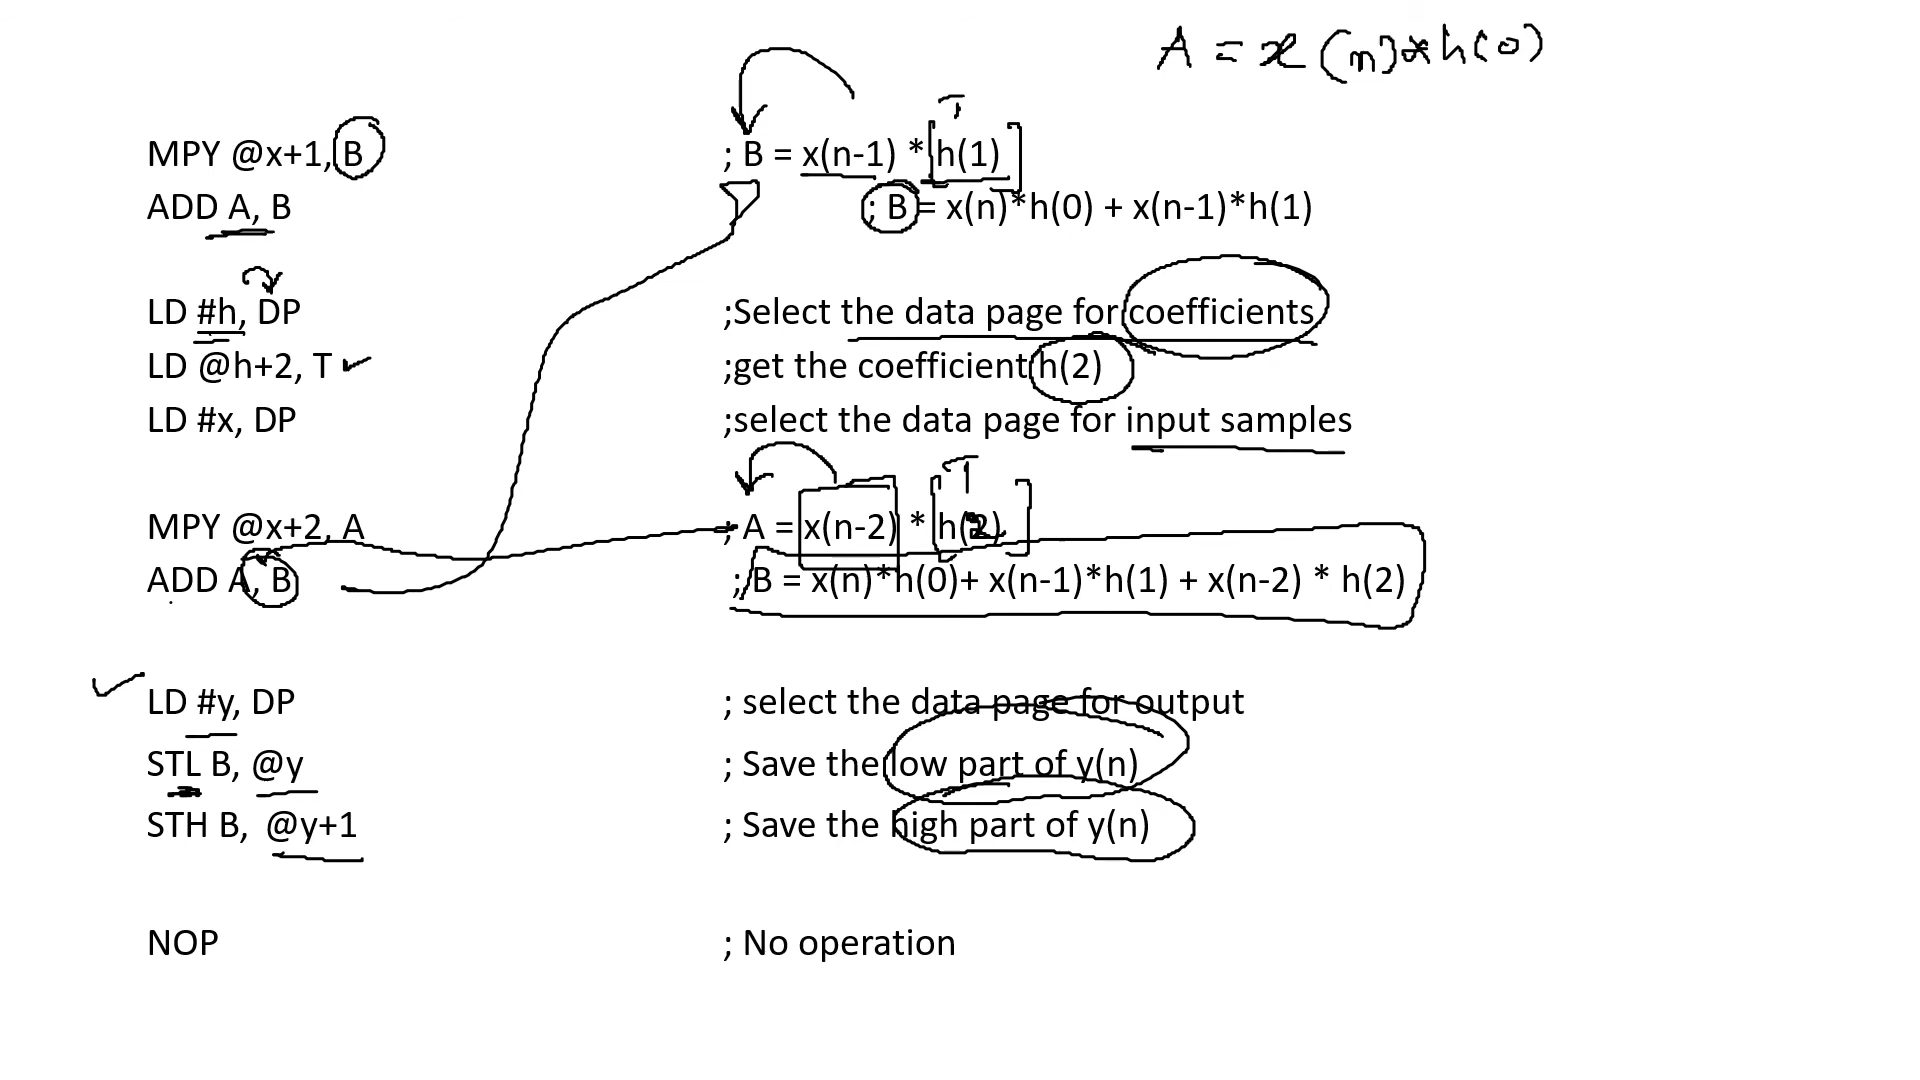 A = x(n)*h(0)
T
MPY @x+1, B ; B = x(n-1) * h(1)
ADD A, B ; B = x(n)*h(0) + x(n-1)*h(1)
LD #h, DP ;Select the data page for coefficients
LD @h+2, T ;get the coefficient h(2)
LD #x, DP ;select the data page for input samples
T
MPY @x+2, A ; A = x(n-2) * h(2)
ADD A, B ; B = x(n)*h(0)+ x(n-1)*h(1) + x(n-2) * h(2)
LD #y, DP ; select the data page for output
STL B, @y ; Save the low part of y(n)
STH B, @y+1 ; Save the high part of y(n)
NOP ; No operation